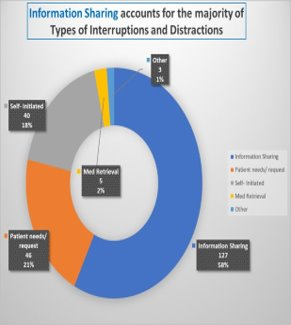 Information Sharing accounts for the majority of
Types of Interruptions and Distractions
Other
3
1%
Self- Initiated
40
18%
Med Retrieval
5
2%
Patient needs/
request
46
21%
Information Sharing
127
58%
Information Sharing
Patient needs/ request
Self- Initiated
Med Retrieval
Other